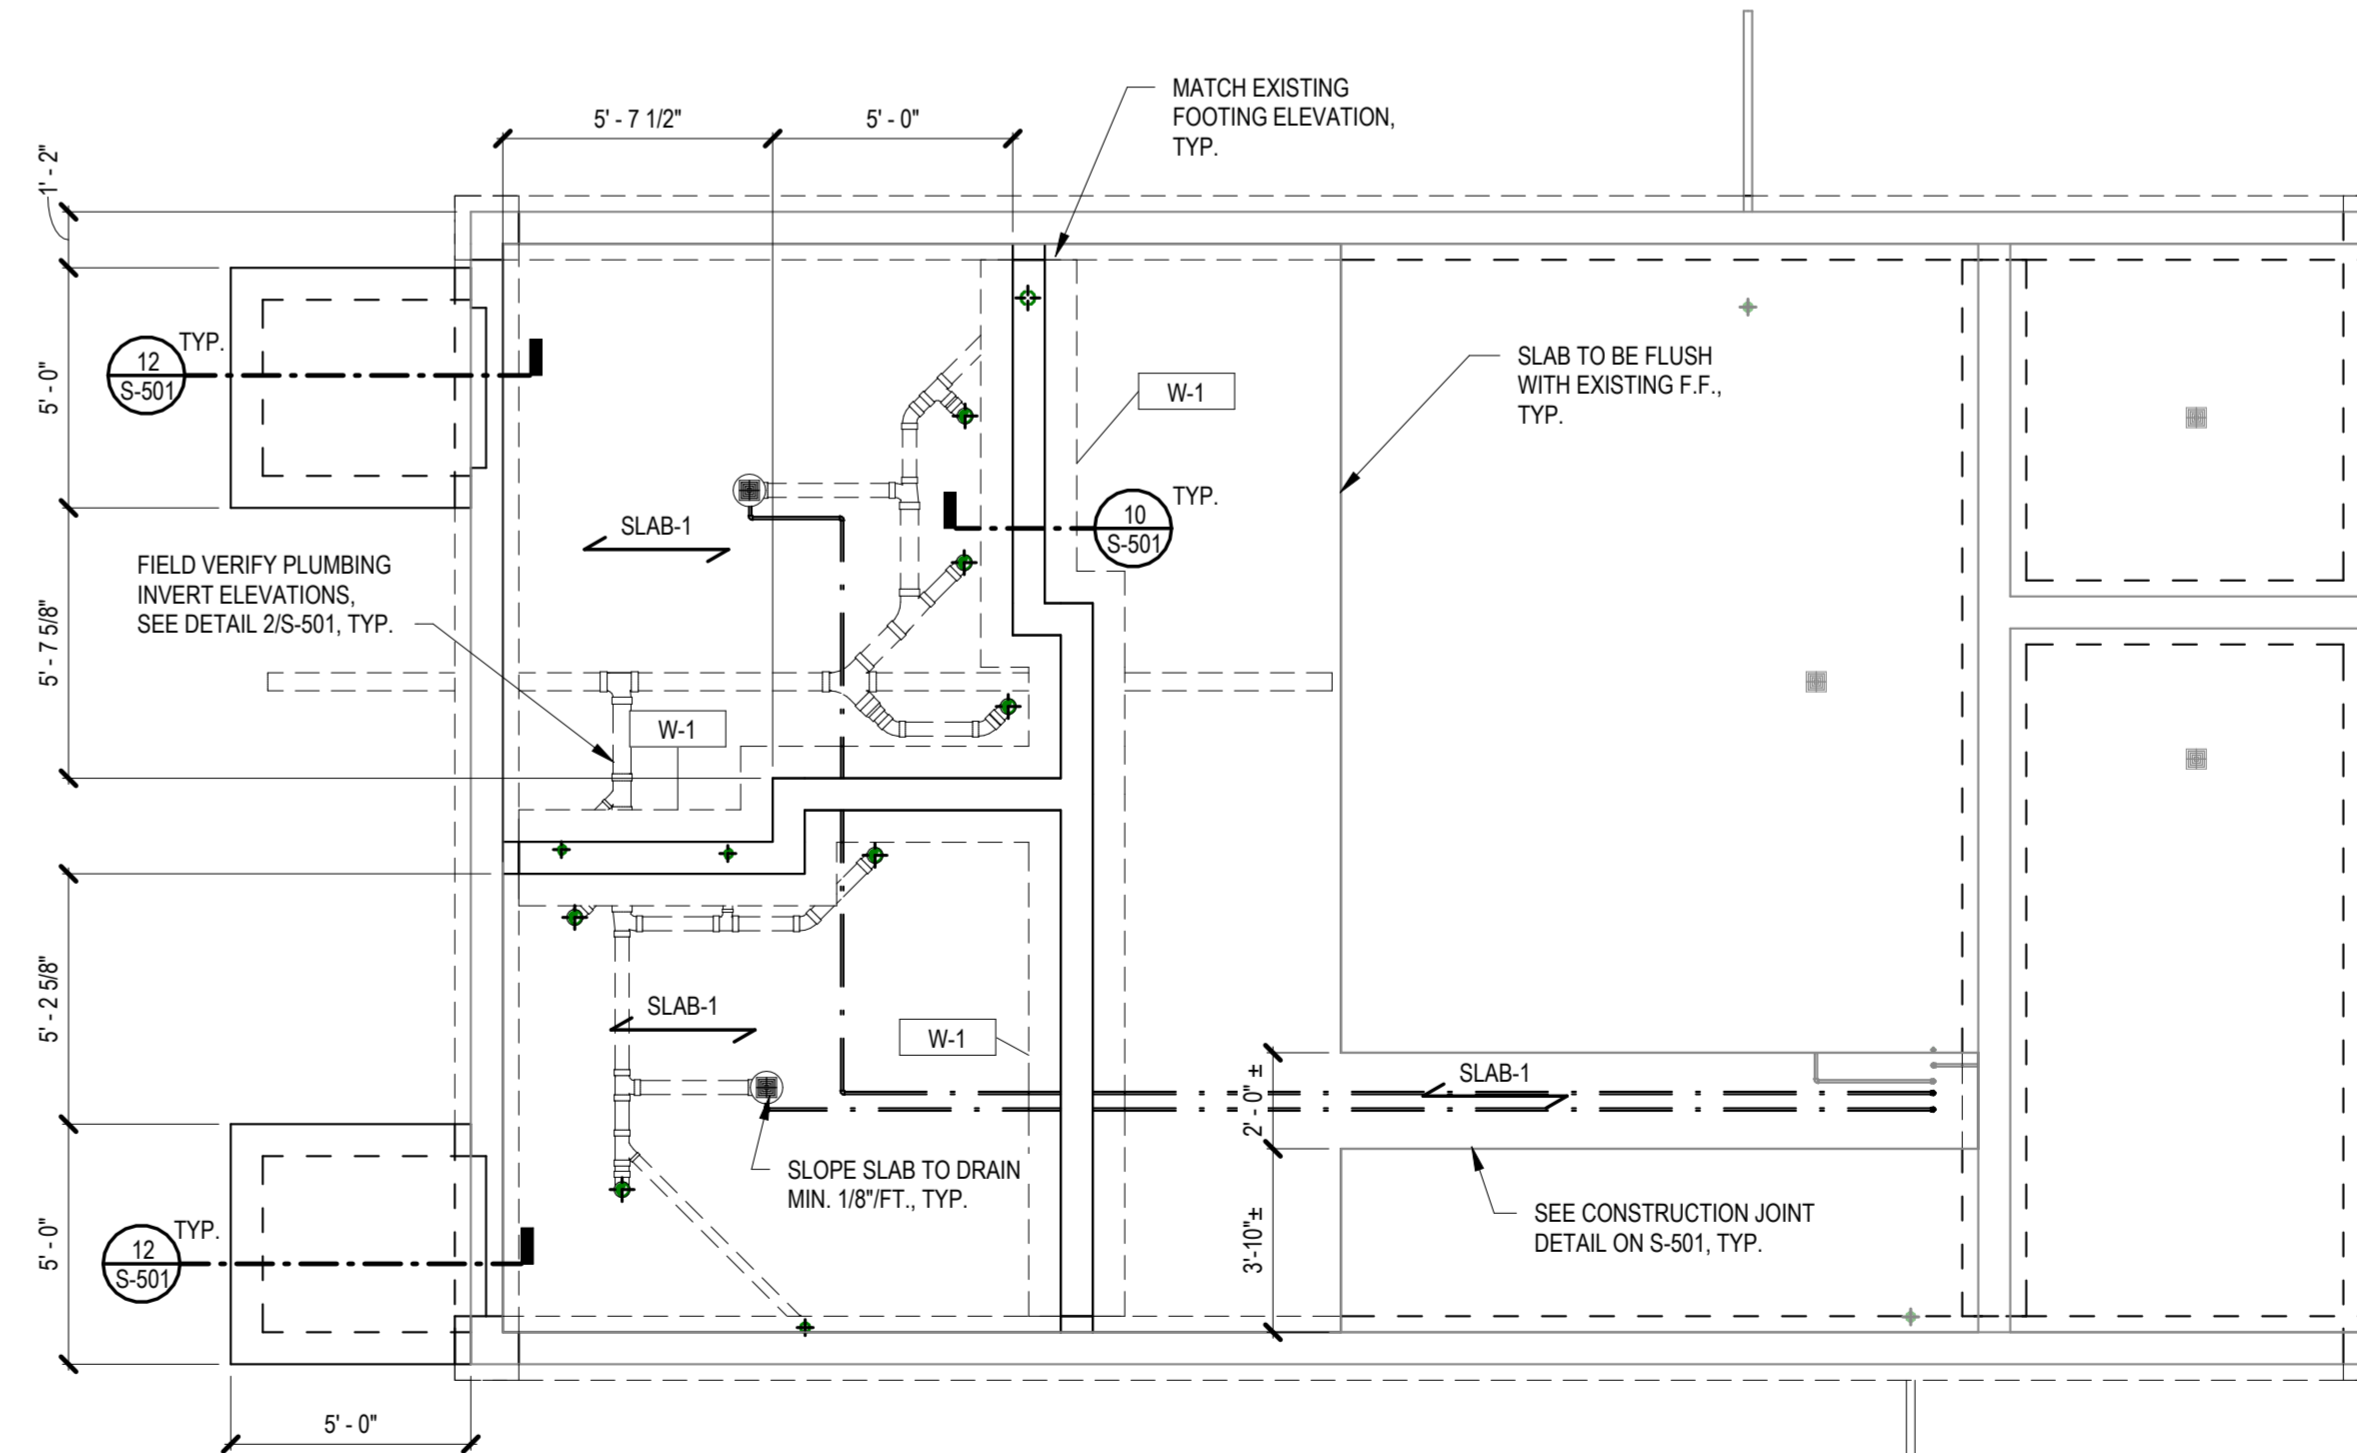 5' - 7 1/2"
5' - 0"
MATCH EXISTING
FOOTING ELEVATION,
TYP.
1' - 2"
12
S-501
TYP.
5' - 0"
W-1
SLAB TO BE FLUSH
WITH EXISTING F.F.,
TYP.
10
S-501
TYP.
SLAB-1
FIELD VERIFY PLUMBING
INVERT ELEVATIONS,
SEE DETAIL 2/S-501, TYP.
5' - 7 5/8"
W-1
5' - 2 5/8"
SLAB-1
W-1
SLAB-1
2' - 0" ±
SLOPE SLAB TO DRAIN
MIN. 1/8"/FT., TYP.
3'-10"±
SEE CONSTRUCTION JOINT
DETAIL ON S-501, TYP.
12
S-501
TYP.
5' - 0"
5' - 0"